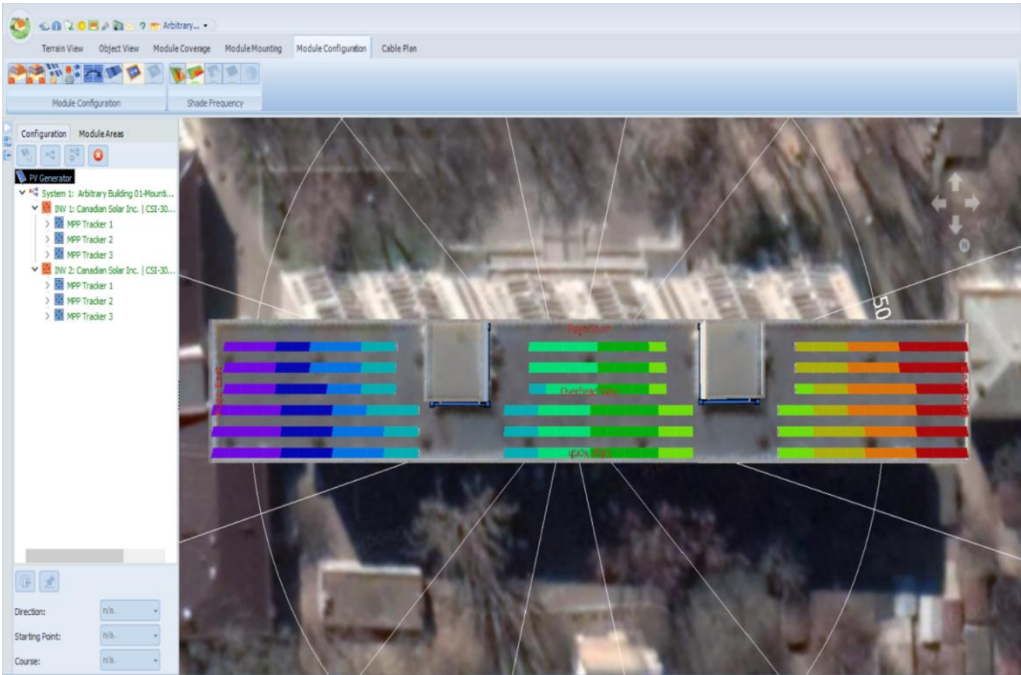 ? Arbitrary...
Terrain View Object View Module Coverage Module Mounting Module Configuration Cable Plan
Module Configuration Shade Frequency
Configuration Module Areas
PV Generator
System 1: Arbitrary Building 01-Mounti...
INV 1: Canadian Solar Inc. | CSI-30...
MPP Tracker 1
MPP Tracker 2
MPP Tracker 3
INV 2: Canadian Solar Inc. | CSI-30...
MPP Tracker 1
MPP Tracker 2
MPP Tracker 3
50
Direction: n/a.
Starting Point: n/a.
Course: n/a.